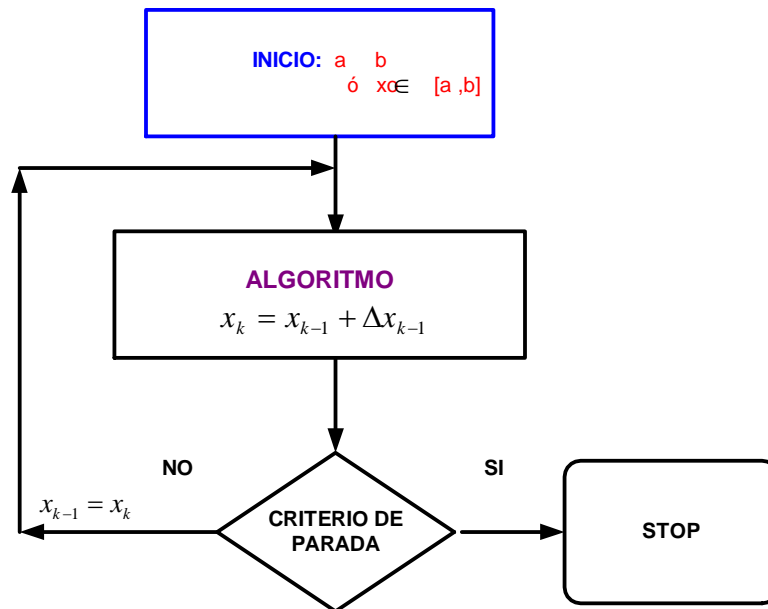 INICIO: a b
ó xo∈ [a ,b]
ALGORITMO
x_k = x_{k-1} + Δx_{k-1}
NO
SI
x_{k-1} = x_k
CRITERIO DE
PARADA
STOP